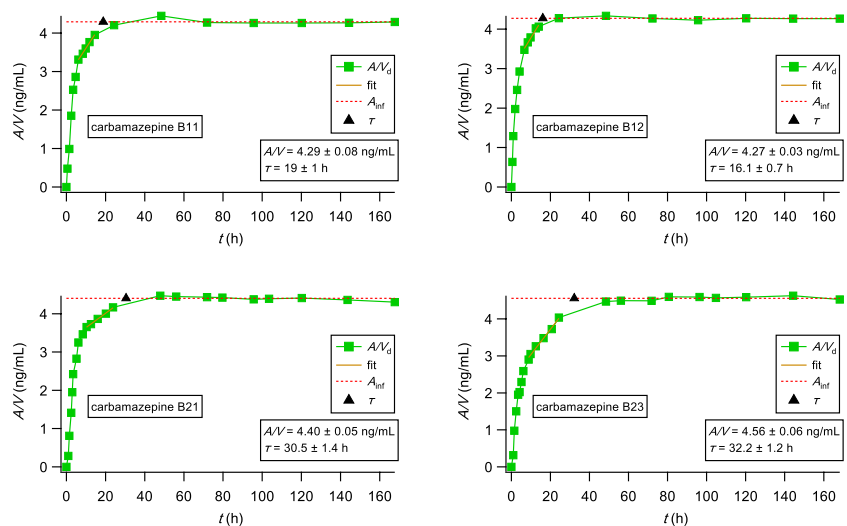 4
3
2
1
0
A/V (ng/mL)
0 20 40 60 80 100 120 140 160
t (h)
carbamazepine B11
A/Vd
fit
Ainf
τ
A/V = 4.29 ± 0.08 ng/mL
τ = 19 ± 1 h
4
3
2
1
0
A/V (ng/mL)
0 20 40 60 80 100 120 140 160
t (h)
carbamazepine B12
A/Vd
fit
Ainf
τ
A/V = 4.27 ± 0.03 ng/mL
τ = 16.1 ± 0.7 h
4
3
2
1
0
A/V (ng/mL)
0 20 40 60 80 100 120 140 160
t (h)
carbamazepine B21
A/Vd
fit
Ainf
τ
A/V = 4.40 ± 0.05 ng/mL
τ = 30.5 ± 1.4 h
4
3
2
1
0
A/V (ng/mL)
0 20 40 60 80 100 120 140 160
t (h)
carbamazepine B23
A/Vd
fit
Ainf
τ
A/V = 4.56 ± 0.06 ng/mL
τ = 32.2 ± 1.2 h